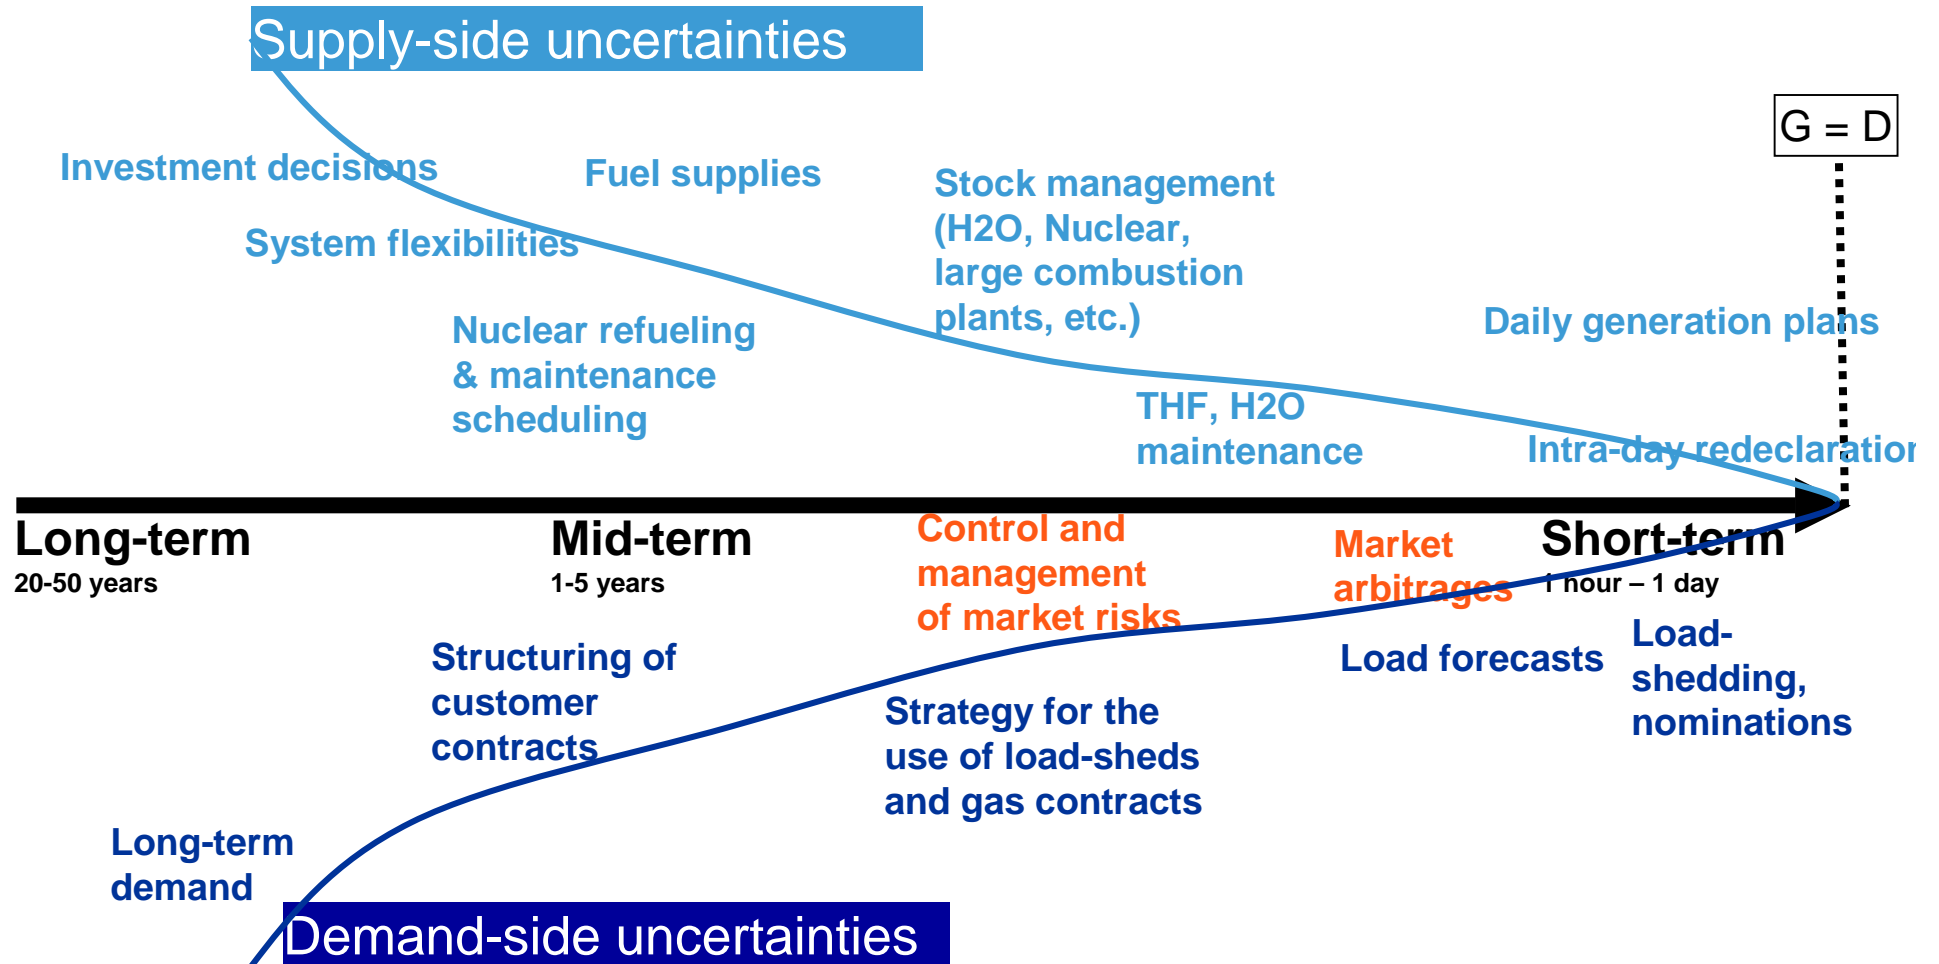 Supply-side uncertainties
G = D
Investment decisions
Fuel supplies
Stock management
(H2O, Nuclear,
large combustion
plants, etc.)
System flexibilities
Nuclear refueling
& maintenance
scheduling
Daily generation plans
THF, H2O
maintenance
Intra-day redeclaration
Long-term
20-50 years
Mid-term
1-5 years
Control and
management
of market risks
Market
arbitrages
Short-term
1 hour – 1 day
Structuring of
customer
contracts
Strategy for the
use of load-sheds
and gas contracts
Load forecasts
Load-
shedding,
nominations
Long-term
demand
Demand-side uncertainties